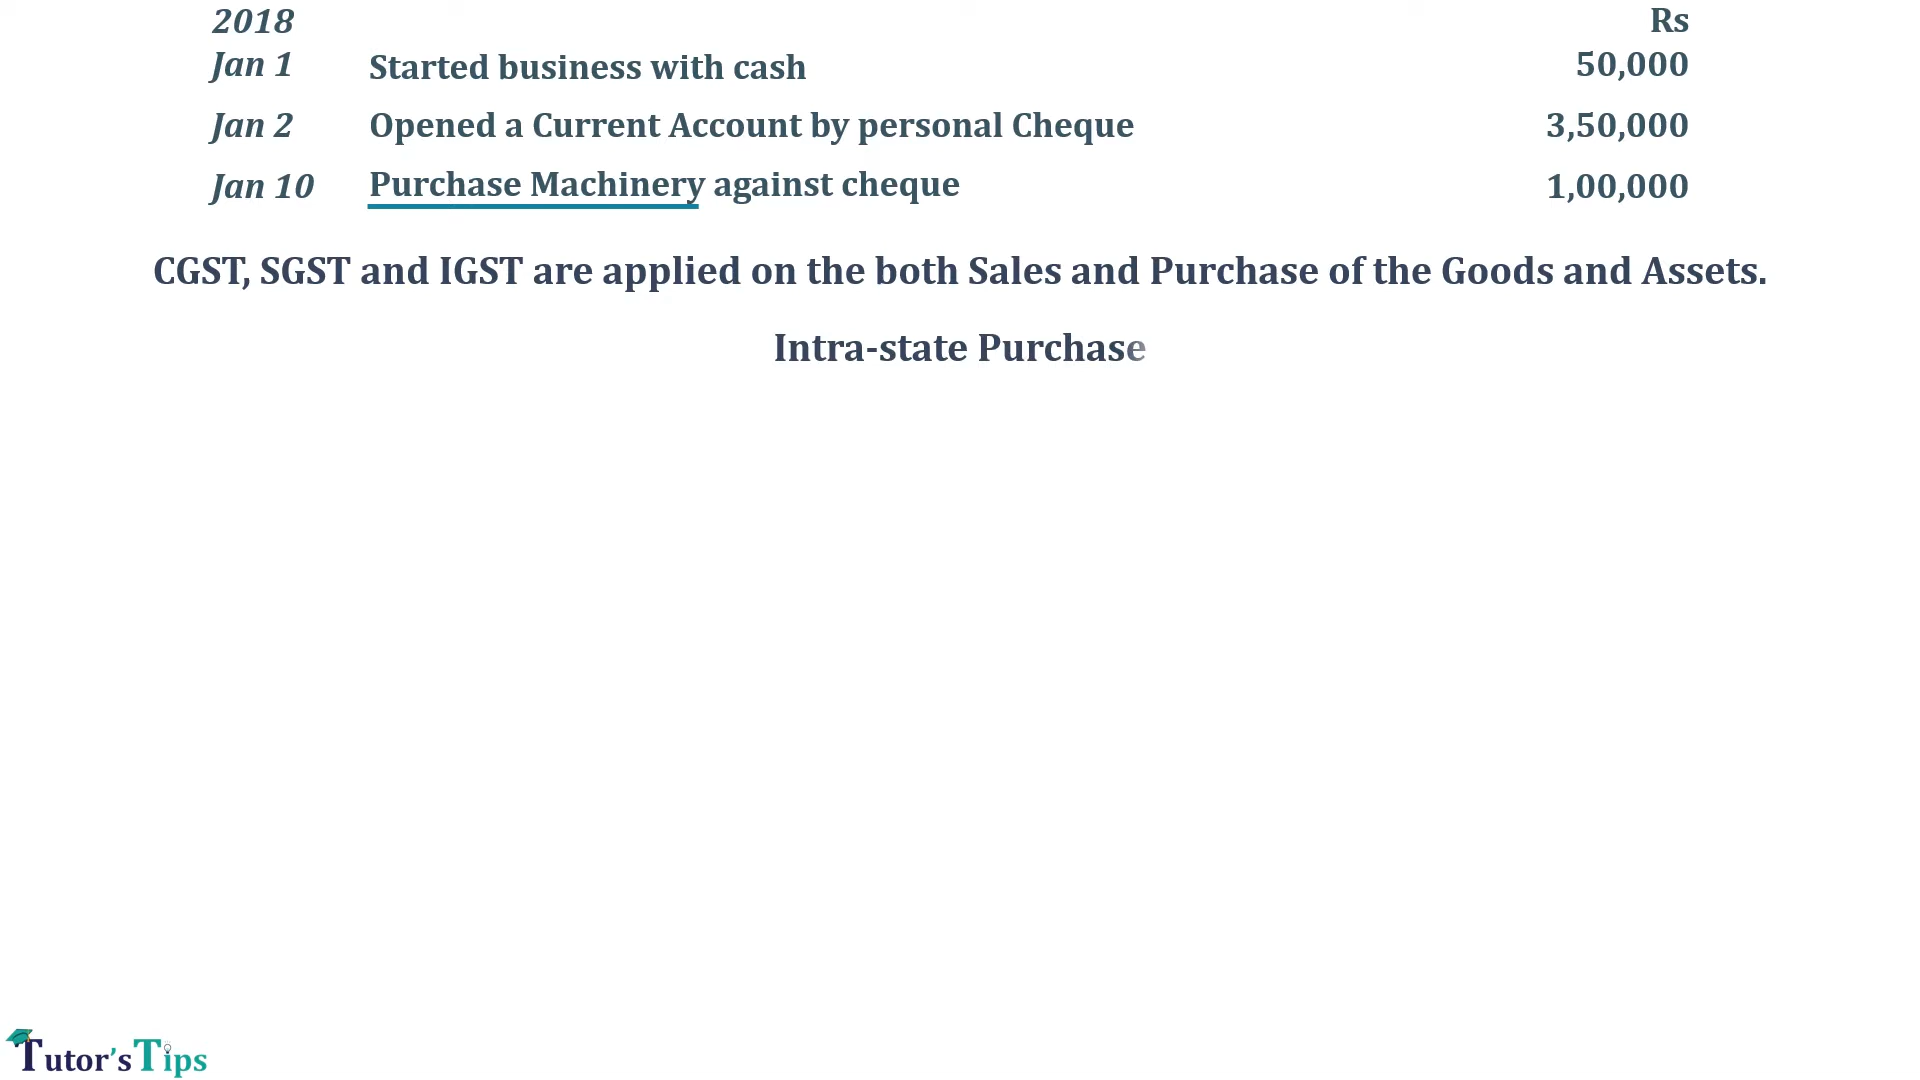 2018 Rs
Jan 1 Started business with cash 50,000
Jan 2 Opened a Current Account by personal Cheque 3,50,000
Jan 10 Purchase Machinery against cheque 1,00,000
CGST, SGST and IGST are applied on the both Sales and Purchase of the Goods and Assets.
Intra-state Purchase
Tutor's Tips